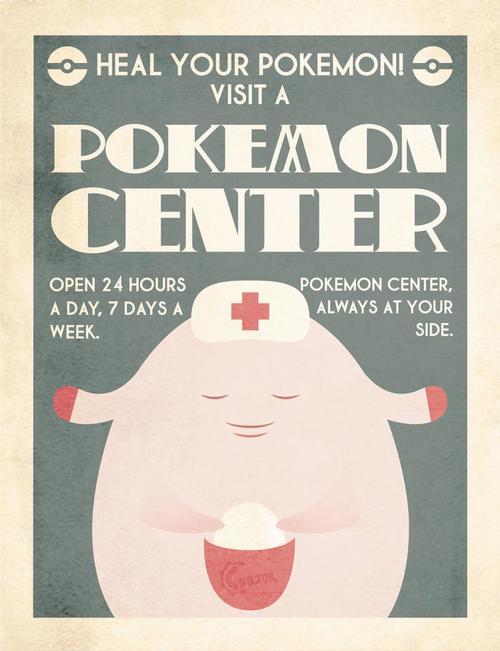 HEAL YOUR POKEMON!
VISIT A
POKEMON
CENTER
OPEN 24 HOURS
A DAY, 7 DAYS A
WEEK.
POKEMON CENTER,
ALWAYS AT YOUR
SIDE.